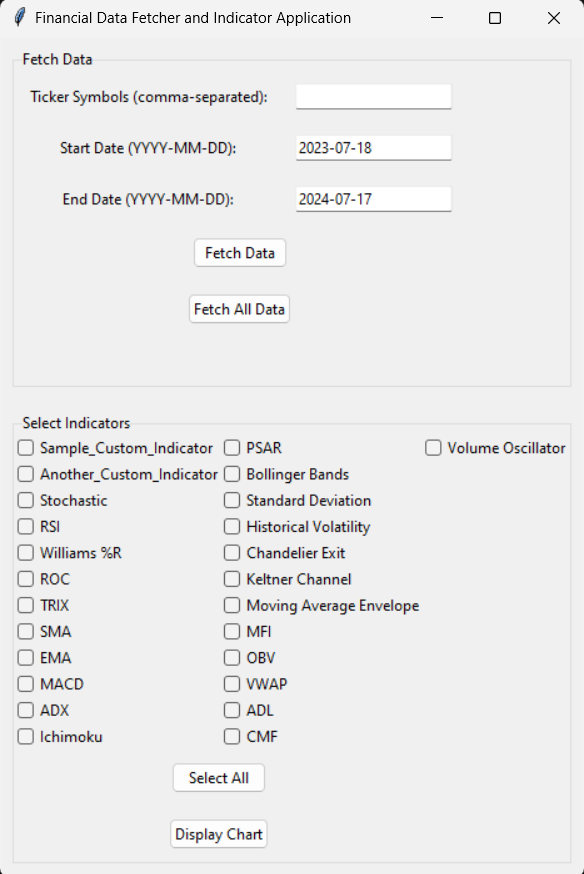 Financial Data Fetcher and Indicator Application
Fetch Data
Ticker Symbols (comma-separated):
Start Date (YYYY-MM-DD): 2023-07-18
End Date (YYYY-MM-DD): 2024-07-17
Fetch Data
Fetch All Data
Select Indicators
Sample_Custom_Indicator PSAR Volume Oscillator
Another_Custom_Indicator Bollinger Bands
Stochastic Standard Deviation
RSI Historical Volatility
Williams %R Chandelier Exit
ROC Keltner Channel
TRIX Moving Average Envelope
SMA MFI
EMA OBV
MACD VWAP
ADX ADL
Ichimoku CMF
Select All
Display Chart